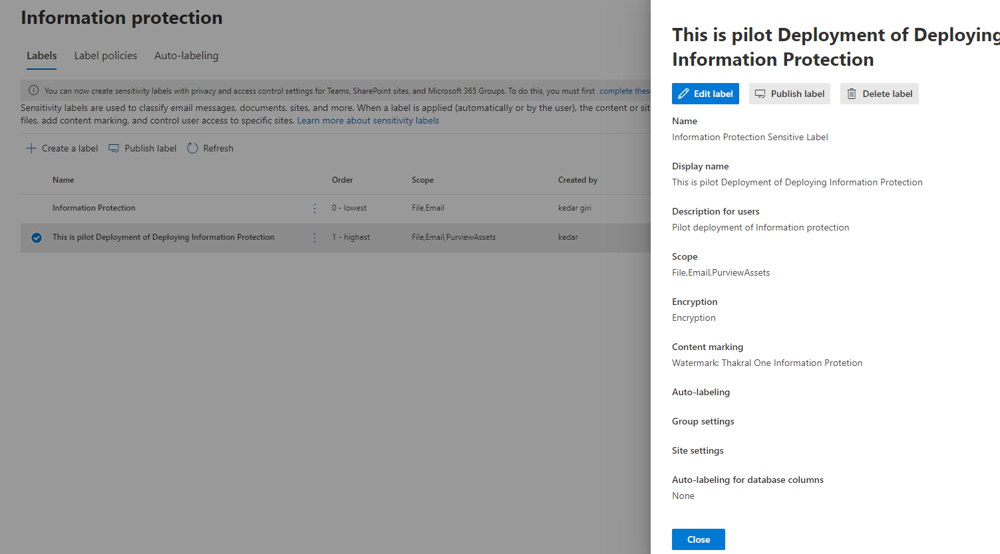 Information protection
Labels
Label policies
Auto-labeling
You can now create sensitivity labels with privacy and access control settings for Teams, SharePoint sites, and Microsoft 365 Groups. To do this, you must first complete these
Sensitivity labels are used to classify email messages, documents, sites, and more. When a label is applied (automatically or by the user), the content or sit
files, add content marking, and control user access to specific sites. Learn more about sensitivity labels
Create a label
Publish label
Refresh
Name
Order
Scope
Created by
Information Protection
0 - lowest
File,Email
kedar giri
This is pilot Deployment of Deploying Information Protection
1 - highest
File,Email,PurviewAssets
kedar
This is pilot Deployment of Deploying
Information Protection
Edit label
Publish label
Delete label
Name
Information Protection Sensitive Label
Display name
This is pilot Deployment of Deploying Information Protection
Description for users
Pilot deployment of Information protection
Scope
File,Email,PurviewAssets
Encryption
Encryption
Content marking
Watermark: Thakral One Information Protetion
Auto-labeling
Group settings
Site settings
Auto-labeling for database columns
None
Close